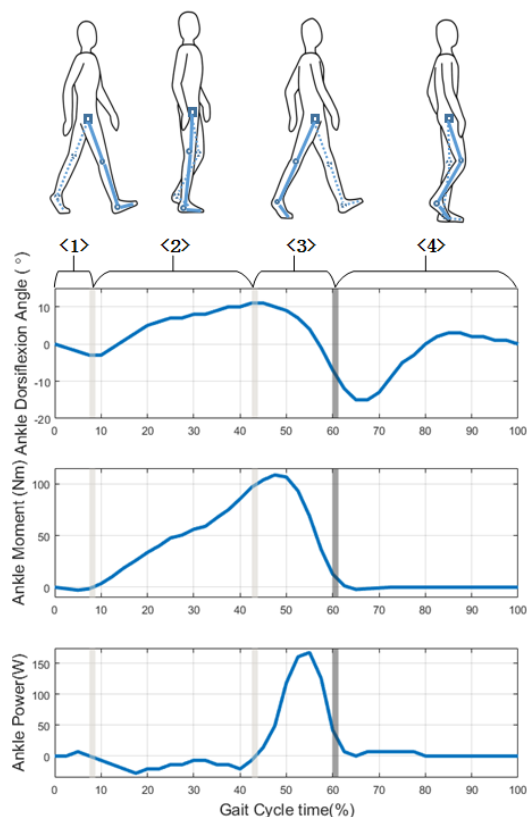 <1> <2> <3> <4>
Ankle Dorsiflexion Angle (°)
10
0
-10
-20
0 10 20 30 40 50 60 70 80 90 100
Ankle Moment (Nm)
100
50
0
0 10 20 30 40 50 60 70 80 90 100
Ankle Power(W)
150
100
50
0
0 10 20 30 40 50 60 70 80 90 100
Gait Cycle time(%)